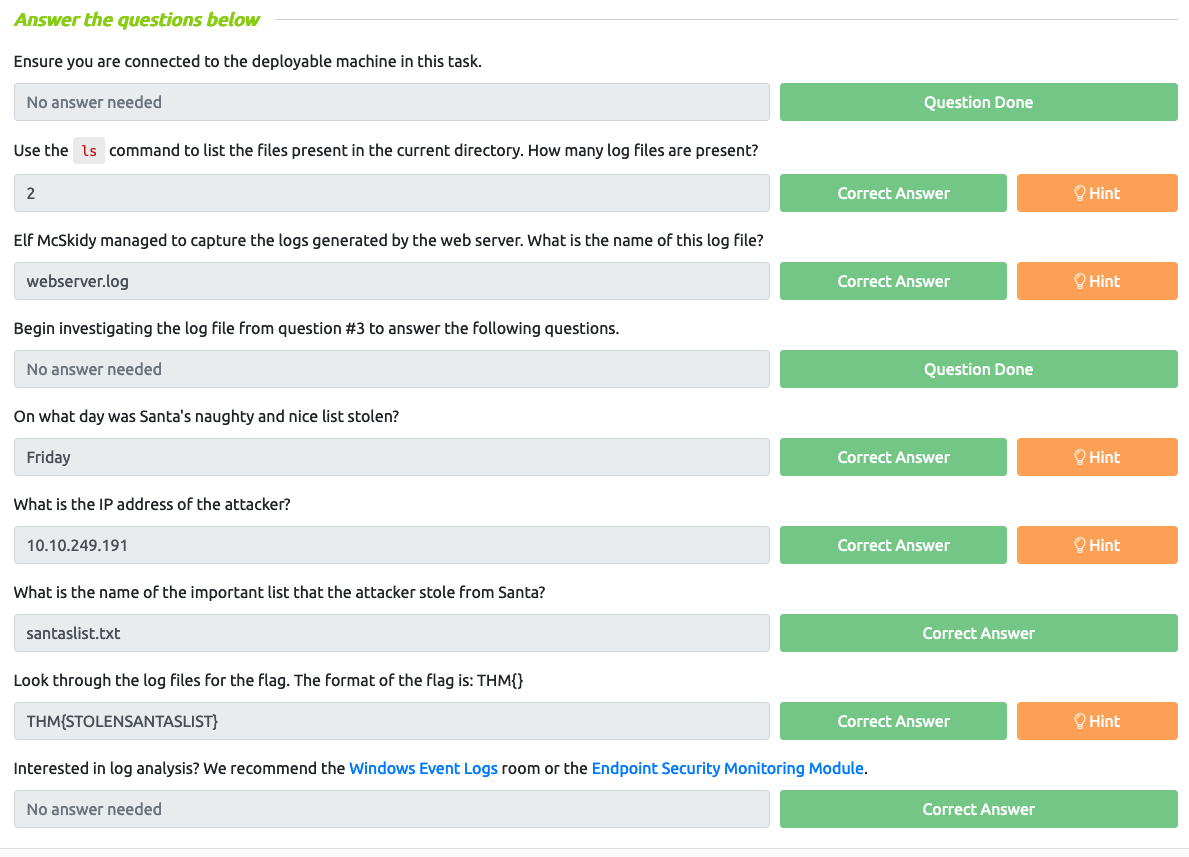 Answer the questions below
Ensure you are connected to the deployable machine in this task.
No answer needed
Question Done
Use the ls command to list the files present in the current directory. How many log files are present?
2
Correct Answer
Hint
Elf McSkidy managed to capture the logs generated by the web server. What is the name of this log file?
webserver.log
Correct Answer
Hint
Begin investigating the log file from question #3 to answer the following questions.
No answer needed
Question Done
On what day was Santa's naughty and nice list stolen?
Friday
Correct Answer
Hint
What is the IP address of the attacker?
10.10.249.191
Correct Answer
Hint
What is the name of the important list that the attacker stole from Santa?
santaslist.txt
Correct Answer
Look through the log files for the flag. The format of the flag is: THM{}
THM{STOLENSANTASLIST}
Correct Answer
Hint
Interested in log analysis? We recommend the Windows Event Logs room or the Endpoint Security Monitoring Module.
No answer needed
Correct Answer